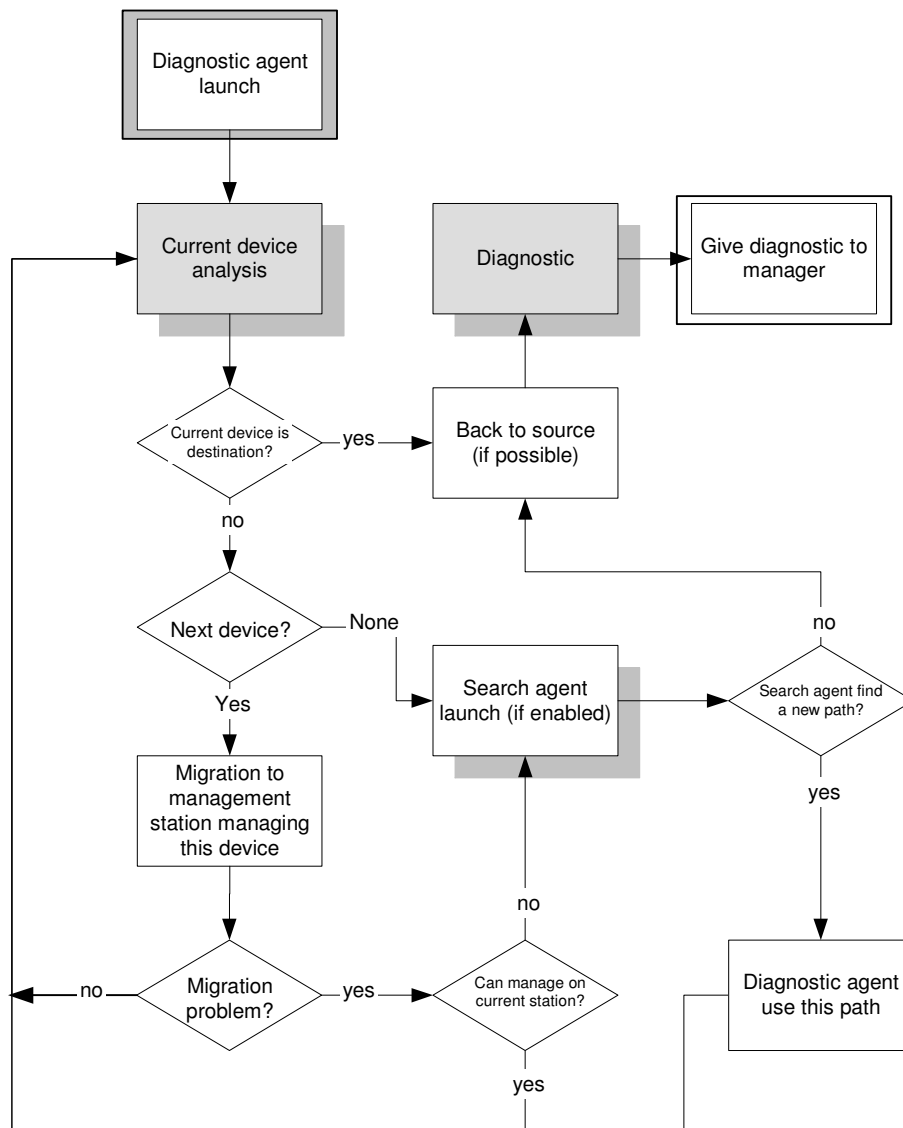 Diagnostic agent
launch
Current device
analysis
Diagnostic
Give diagnostic to
manager
Current device is
destination?
yes
Back to source
(if possible)
no
Next device?
None
Search agent
launch (if enabled)
no
Search agent find
a new path?
Yes
yes
Migration to
management
station managing
this device
no
no
Migration
problem?
yes
Can manage on
current station?
Diagnostic agent
use this path
yes